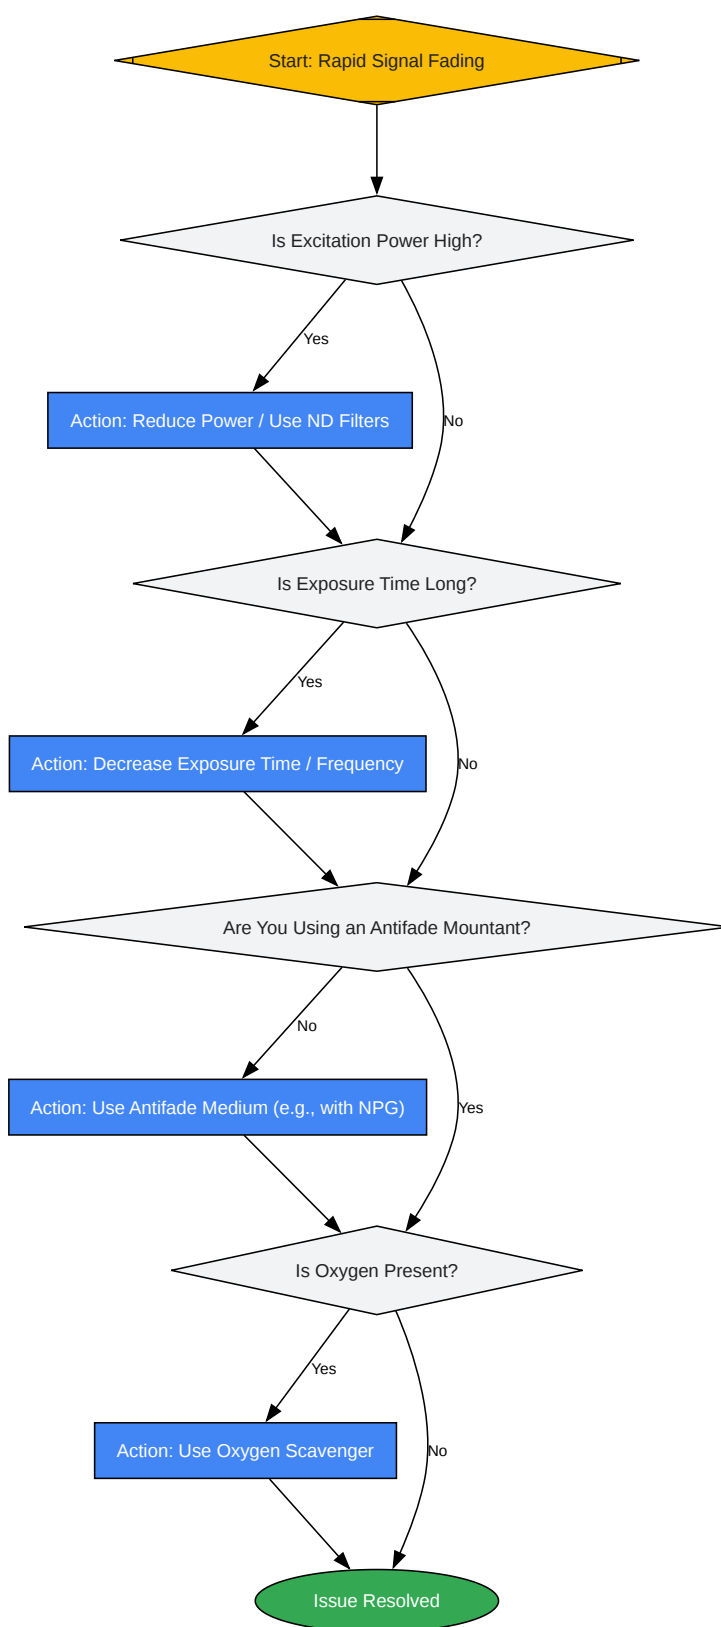 Start: Rapid Signal Fading
Is Excitation Power High?
Yes
Action: Reduce Power / Use ND Filters
No
Is Exposure Time Long?
Yes
Action: Decrease Exposure Time / Frequency
No
Are You Using an Antifade Mountant?
No
Action: Use Antifade Medium (e.g., with NPG)
Yes
Is Oxygen Present?
Yes
Action: Use Oxygen Scavenger
No
Issue Resolved